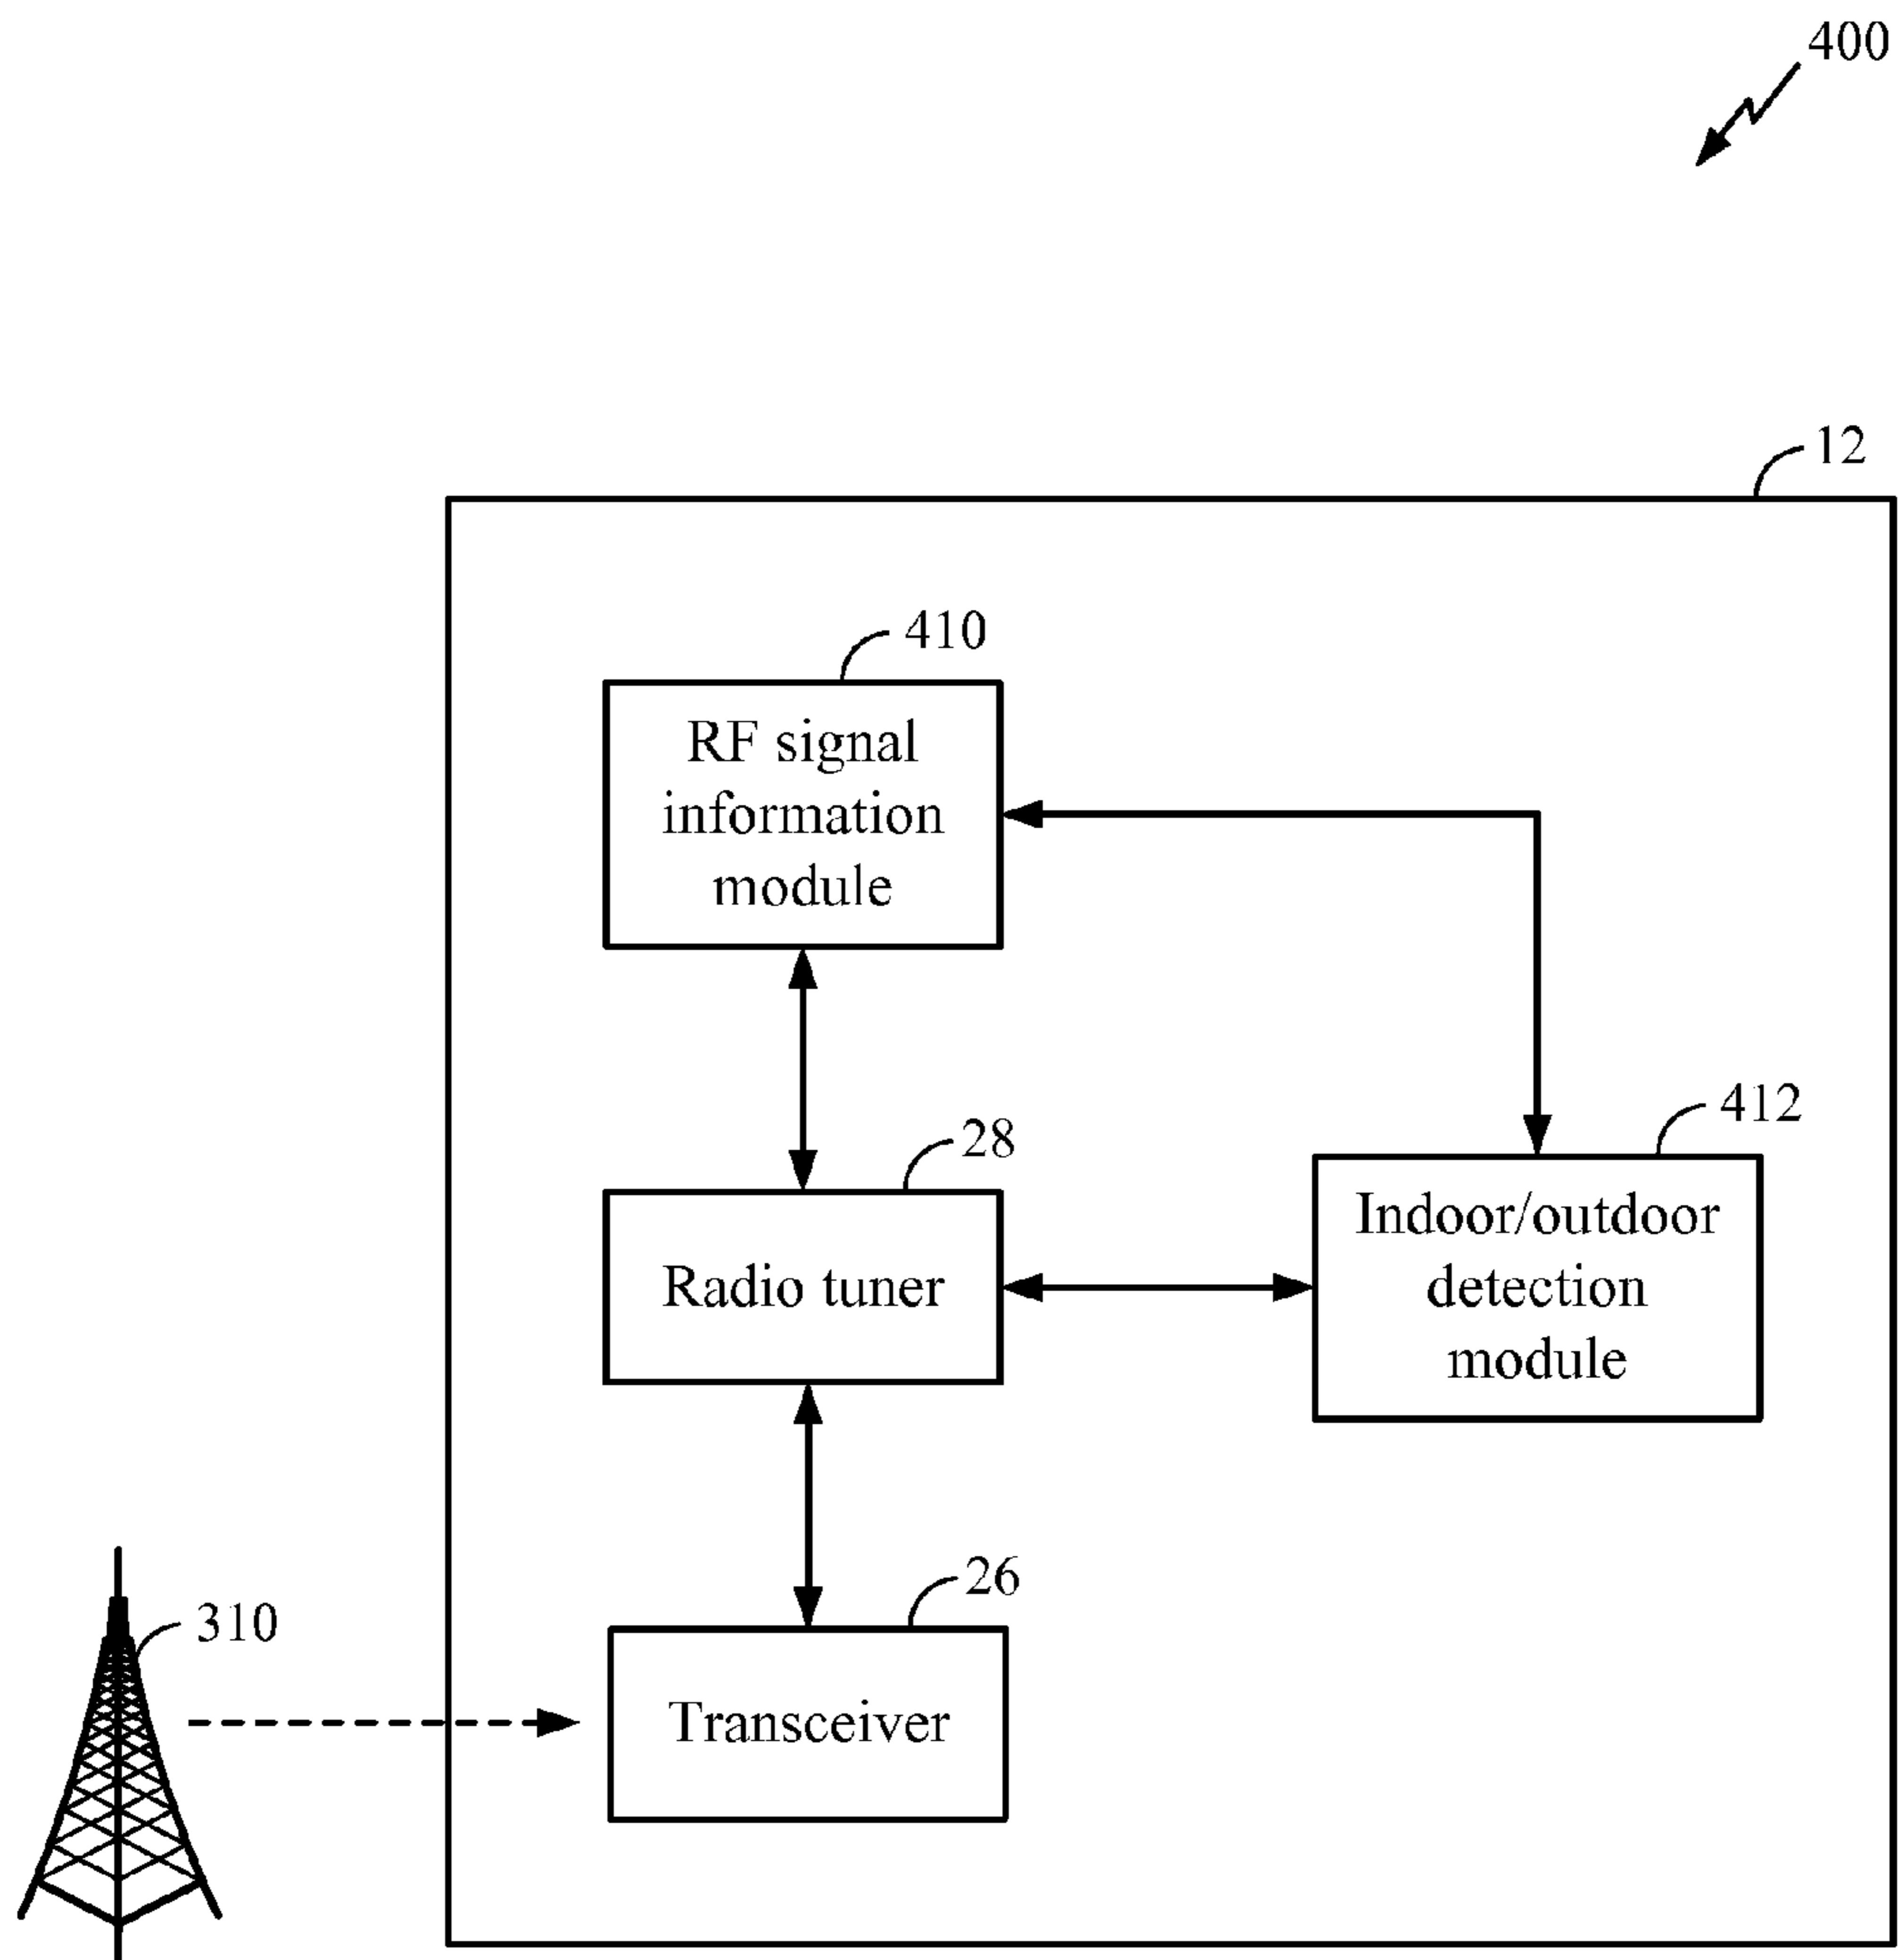 400
12
410
RF signal
information
module
28
412
Radio tuner
Indoor/outdoor
detection
module
26
310
Transceiver